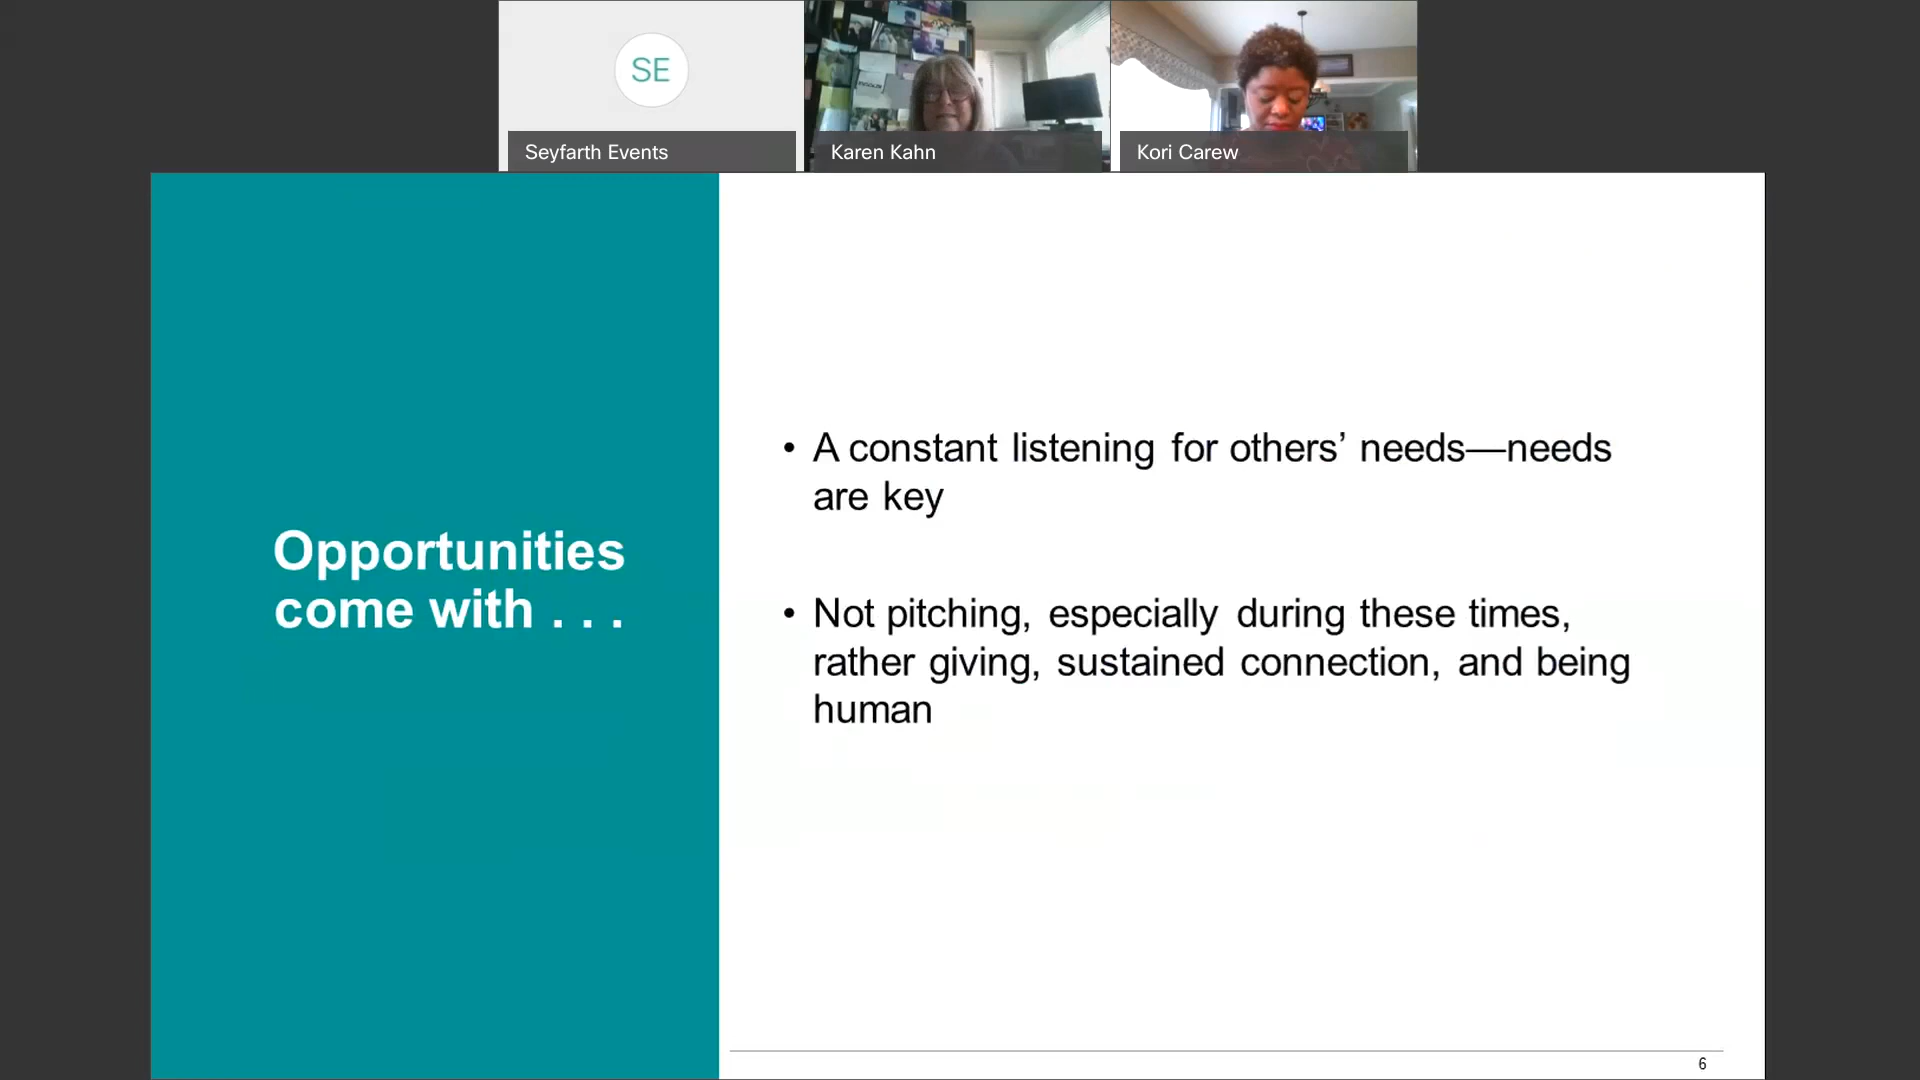 SE
Seyfarth Events
Karen Kahn
Kori Carew
Opportunities
come with . . .
• A constant listening for others’ needs—needs
are key
• Not pitching, especially during these times,
rather giving, sustained connection, and being
human
6